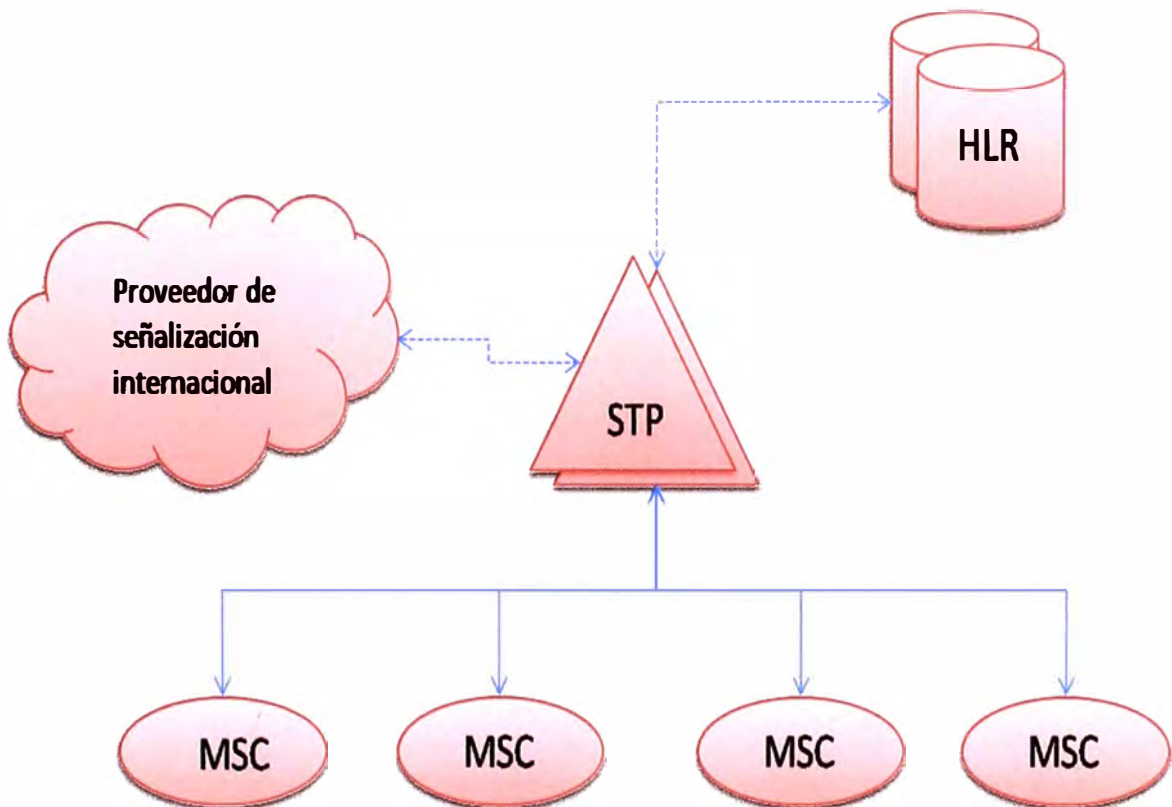 HLR
Proveedor de
señalización
internacional
STP
MSC
MSC
MSC
MSC